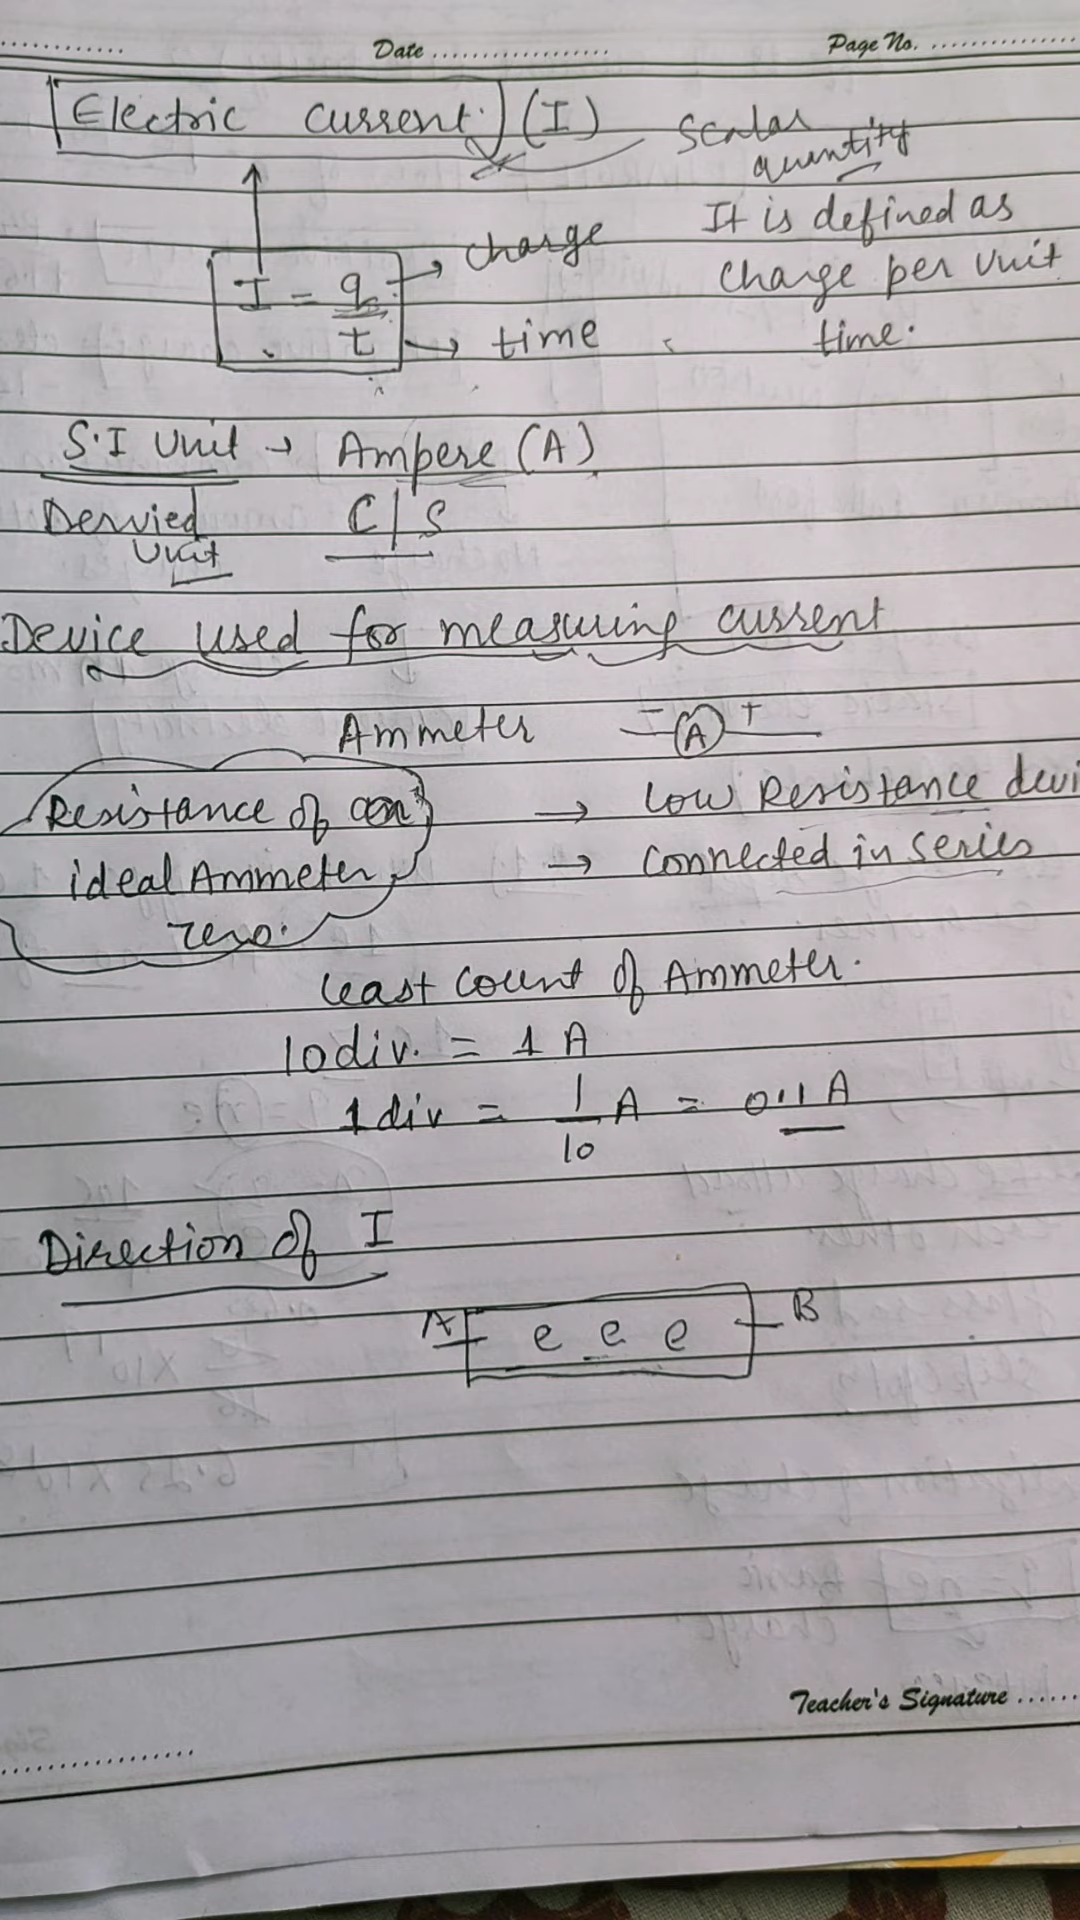 Date ..................
Page No. ...............
Electric current (I)
Scalar quantity
It is defined as
charge per unit
time.
I = q/t
→ charge
→ time
S.I Unit → Ampere (A)
Dervied Unit C/S
Device used for measuring current
Ammeter - (A) +
Resistance of an
ideal Ammeter
zero.
→ low Resistance devi
→ connected in series
least count of Ammeter.
10 div. = 1 A
1 div = 1/10 A = 0.1 A
Direction of I
A e e e B
Teacher's Signature ......